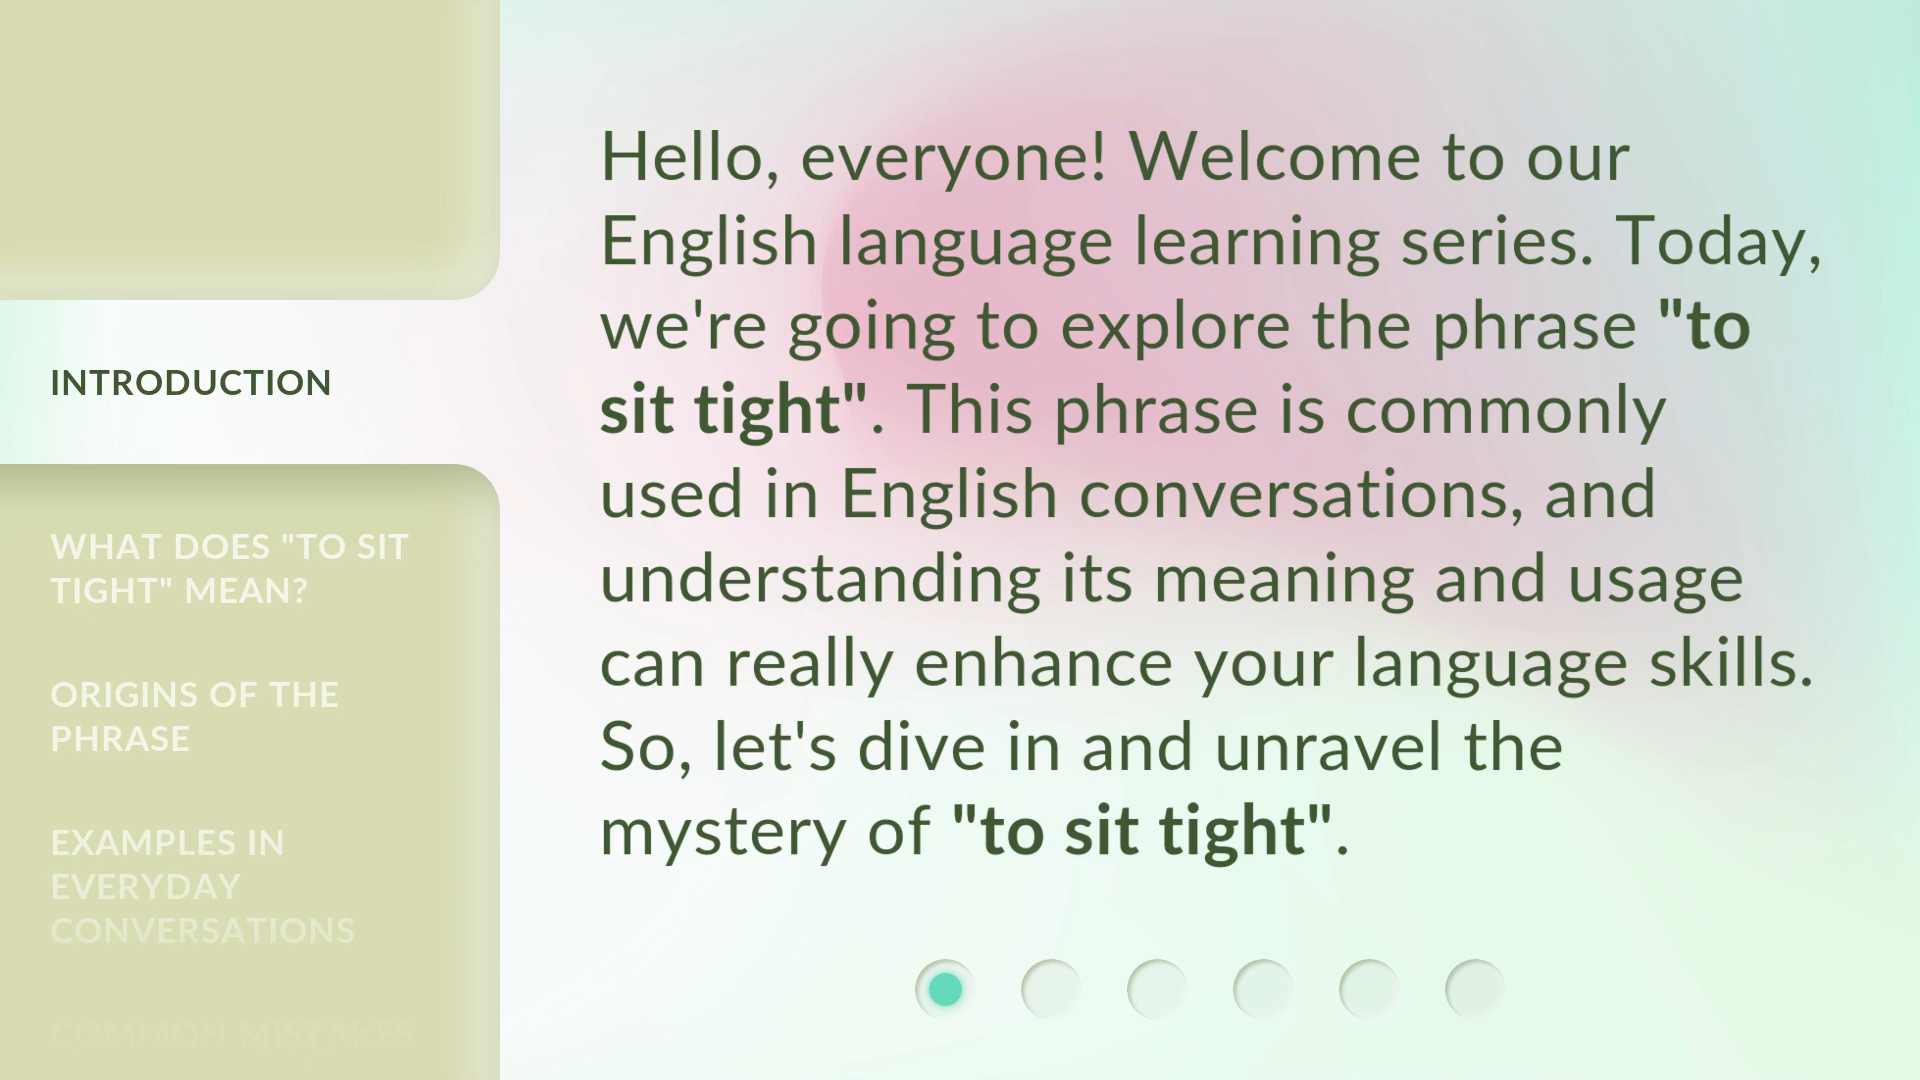 INTRODUCTION
WHAT DOES "TO SIT
TIGHT" MEAN?
ORIGINS OF THE
PHRASE
EXAMPLES IN
EVERYDAY
CONVERSATIONS
COMMON MISTAKES
Hello, everyone! Welcome to our
English language learning series. Today,
we're going to explore the phrase "to
sit tight". This phrase is commonly
used in English conversations, and
understanding its meaning and usage
can really enhance your language skills.
So, let's dive in and unravel the
mystery of "to sit tight".